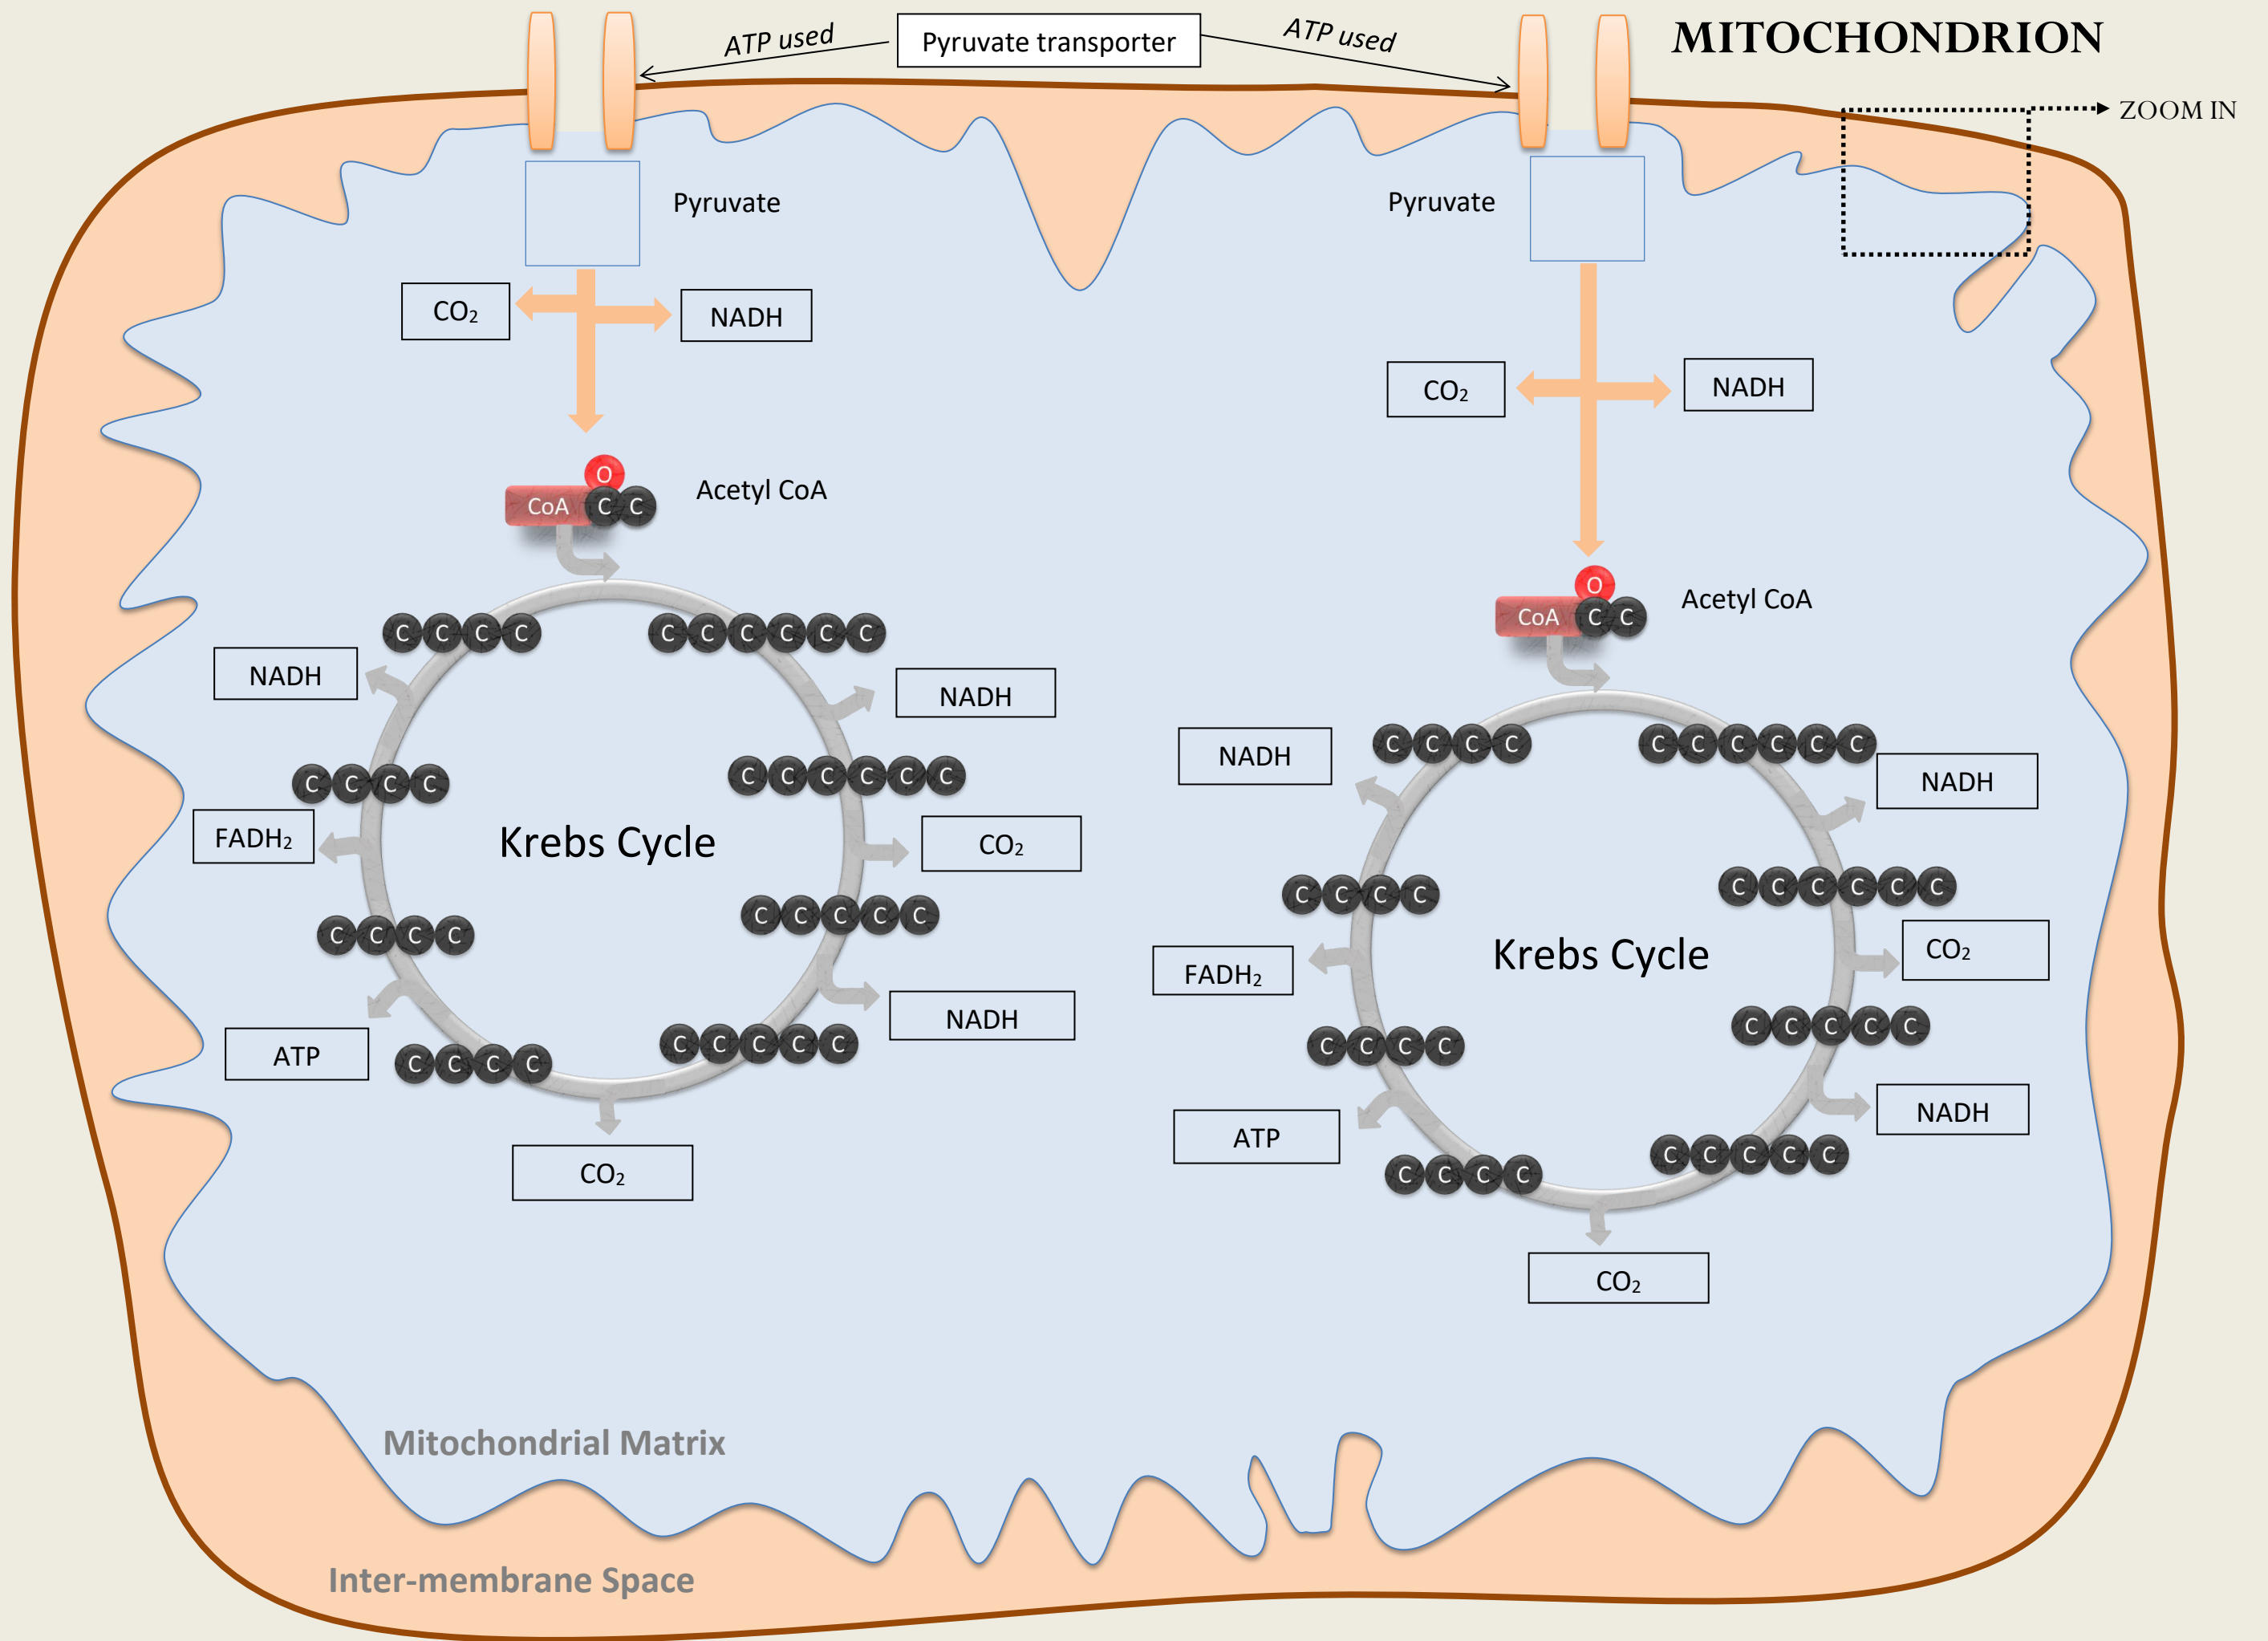 MITOCHONDRION
ATP used
Pyruvate transporter
ATP used
ZOOM IN
Pyruvate
Pyruvate
CO₂
NADH
CO₂
NADH
O
CoA C C
Acetyl CoA
O
CoA C C
Acetyl CoA
C C C C
C C C C C C
NADH
NADH
C C C C
C C C C C C
FADH₂
Krebs Cycle
CO₂
C C C C
C C C C C
NADH
ATP
C C C C
C C C C C
CO₂
C C C C
C C C C C C
NADH
NADH
C C C C
C C C C C C
FADH₂
Krebs Cycle
CO₂
C C C C
C C C C C
NADH
ATP
C C C C
C C C C C
CO₂
Mitochondrial Matrix
Inter-membrane Space